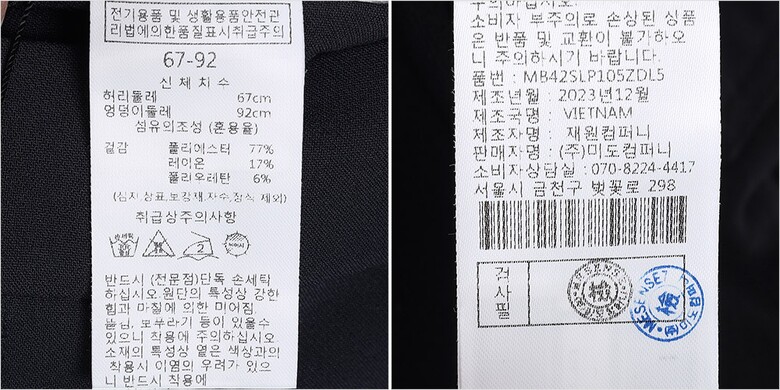 전기용품 및 생활용품안전관
리법에의한품질표시취급주의
67-92
신체치수
허리둘레 67cm
엉덩이둘레 92cm
섬유의조성 (혼용율)
겉감 폴리에스터 77%
레이온 17%
폴리우레탄 6%
(심지,상표,보강재,자수,장식 제외)
취급상주의사항
반드시 (전문점)단독 손세탁
하십시오.원단의 특성상 강한
힘과 마찰에 의한 미어짐,
뜯김, 보푸라기 등이 있을수
있으니 착용에 주의하십시오
소재의 특성상 옅은 색상과의
착용시 이염의 우려가 있으
니 반드시 착용에
주의하십시오.
소비자 부주의로 손상된 상품
은 반품 및 교환이 불가하오
니 주의하시기 바랍니다.
품번 : MB42SLP105ZDL5
제조년월 : 2023년12월
제조국명 : VIETNAM
제조자명 : 재원컴퍼니
판매자명 : (주)미도컴퍼니
소비자상담실 : 070-8224-4417
서울시 금천구 벚꽃로 298
검사필
檢
檢